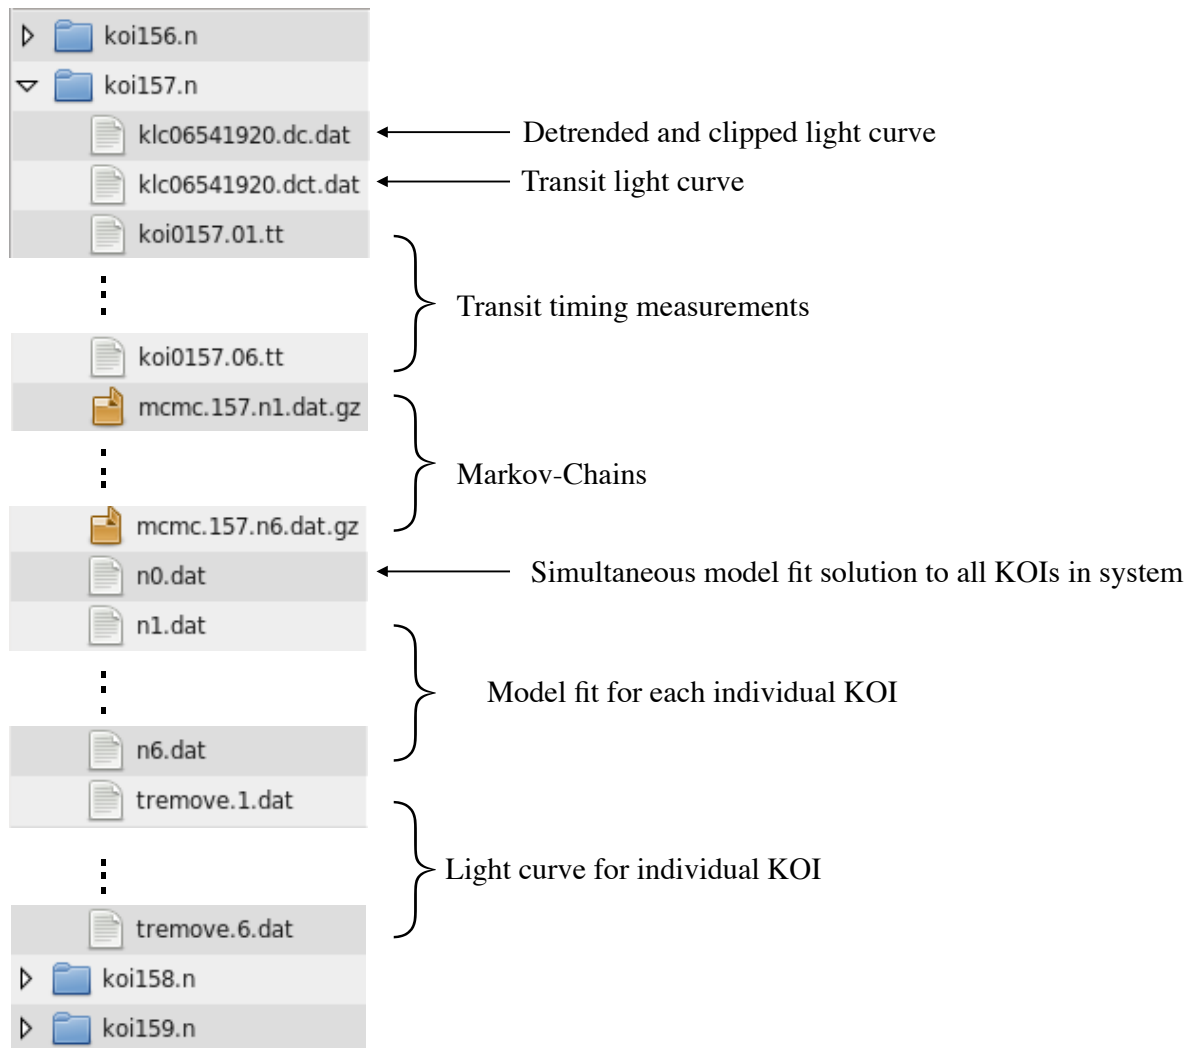 koi156.n
koi157.n
klc06541920.dc.dat
Detrended and clipped light curve
klc06541920.dct.dat
Transit light curve
koi0157.01.tt
Transit timing measurements
koi0157.06.tt
mcmc.157.n1.dat.gz
Markov-Chains
mcmc.157.n6.dat.gz
n0.dat
Simultaneous model fit solution to all KOIs in system
n1.dat
Model fit for each individual KOI
n6.dat
tremove.1.dat
Light curve for individual KOI
tremove.6.dat
koi158.n
koi159.n